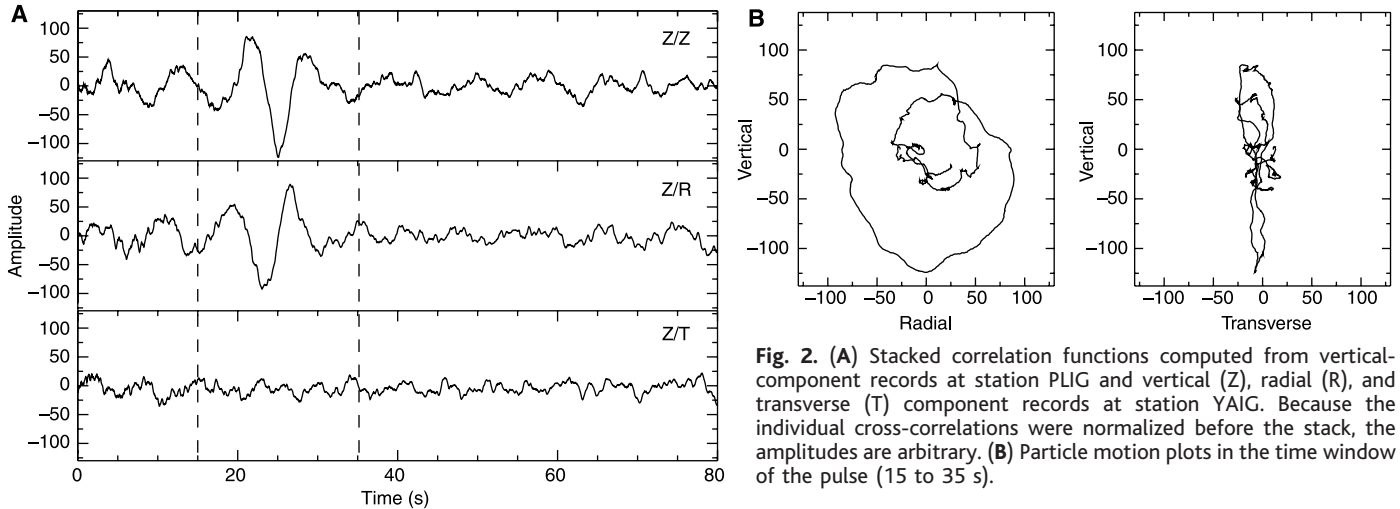 A
100
50
0
−50
−100
Z/Z
100
50
0
−50
−100
Z/R
100
50
0
−50
−100
Z/T
Amplitude
0 20 40 60 80
Time (s)
B
100
50
0
−50
−100
Vertical
−100 −50 0 50 100
Radial
100
50
0
−50
−100
Vertical
−100 −50 0 50 100
Transverse
Fig. 2. (A) Stacked correlation functions computed from vertical-
component records at station PLIG and vertical (Z), radial (R), and
transverse (T) component records at station YAIG. Because the
individual cross-correlations were normalized before the stack, the
amplitudes are arbitrary. (B) Particle motion plots in the time window
of the pulse (15 to 35 s).